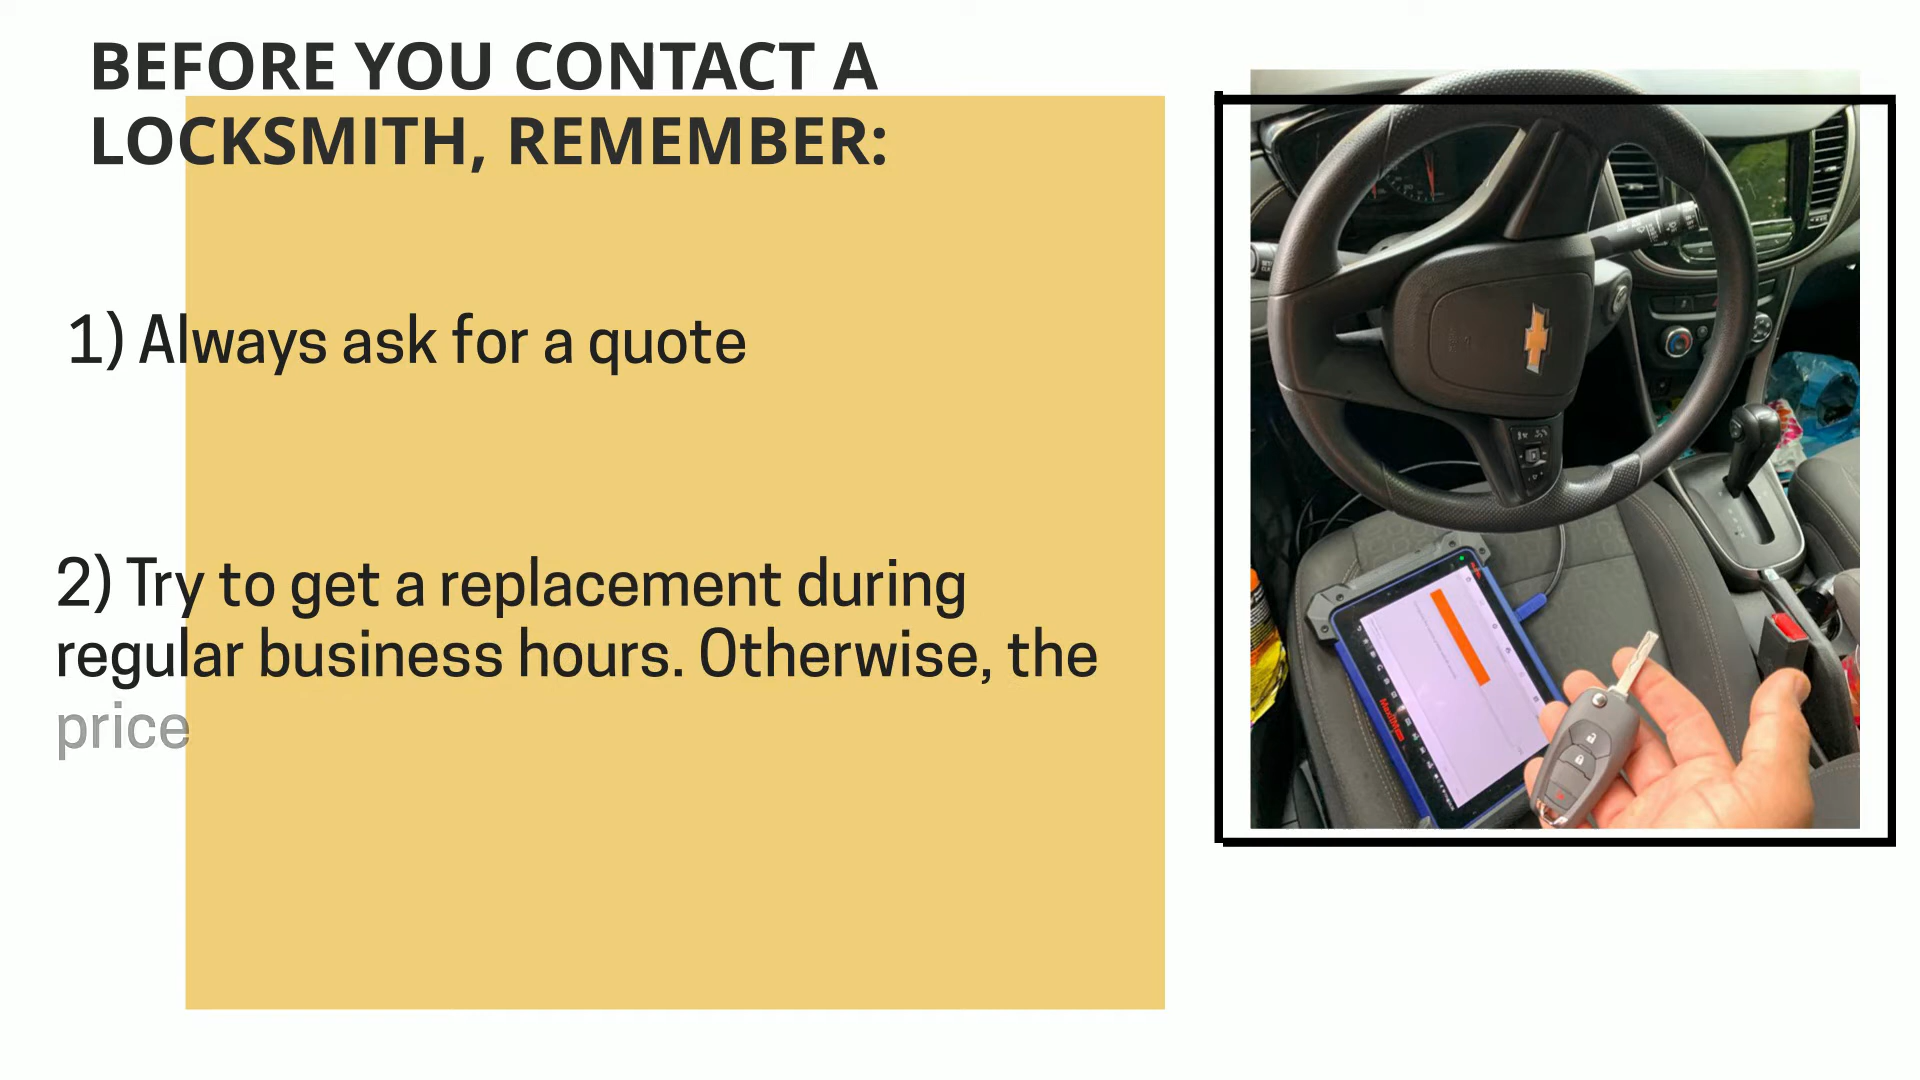 BEFORE YOU CONTACT A
LOCKSMITH, REMEMBER:
1) Always ask for a quote
2) Try to get a replacement during
regular business hours. Otherwise, the
price